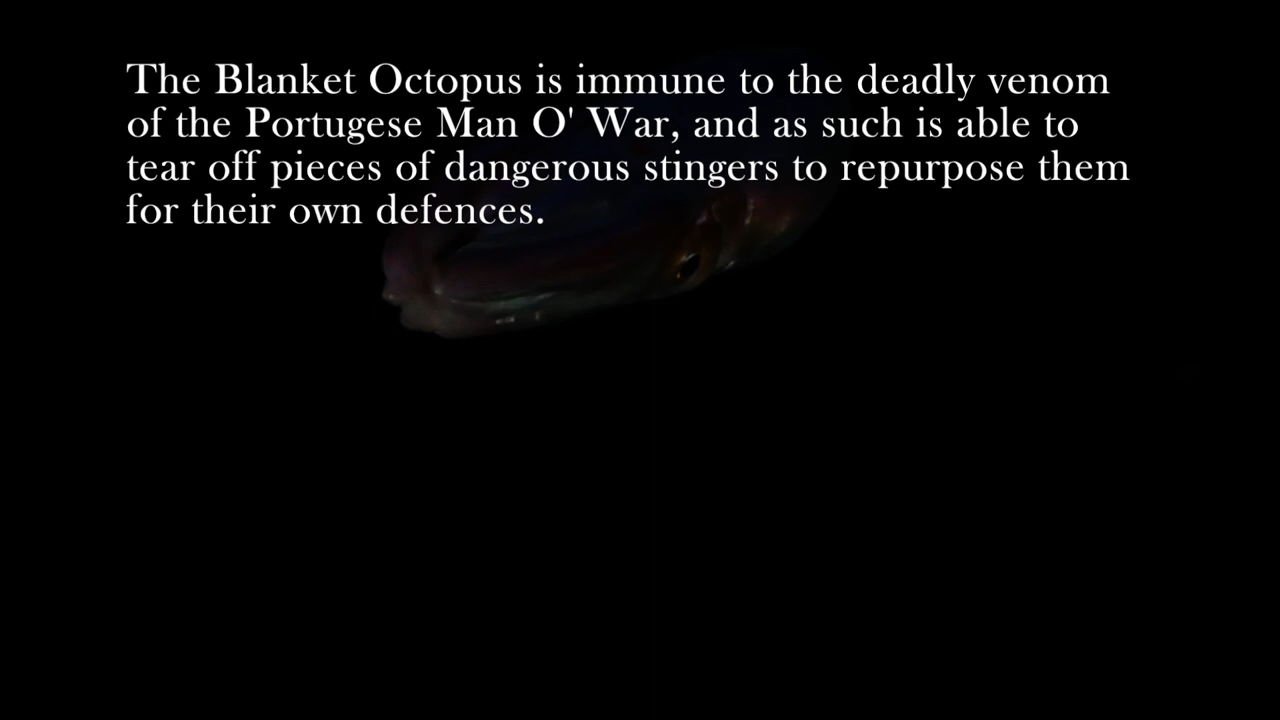 The Blanket Octopus is immune to the deadly venom
of the Portugese Man O' War, and as such is able to
tear off pieces of dangerous stingers to repurpose them
for their own defences.